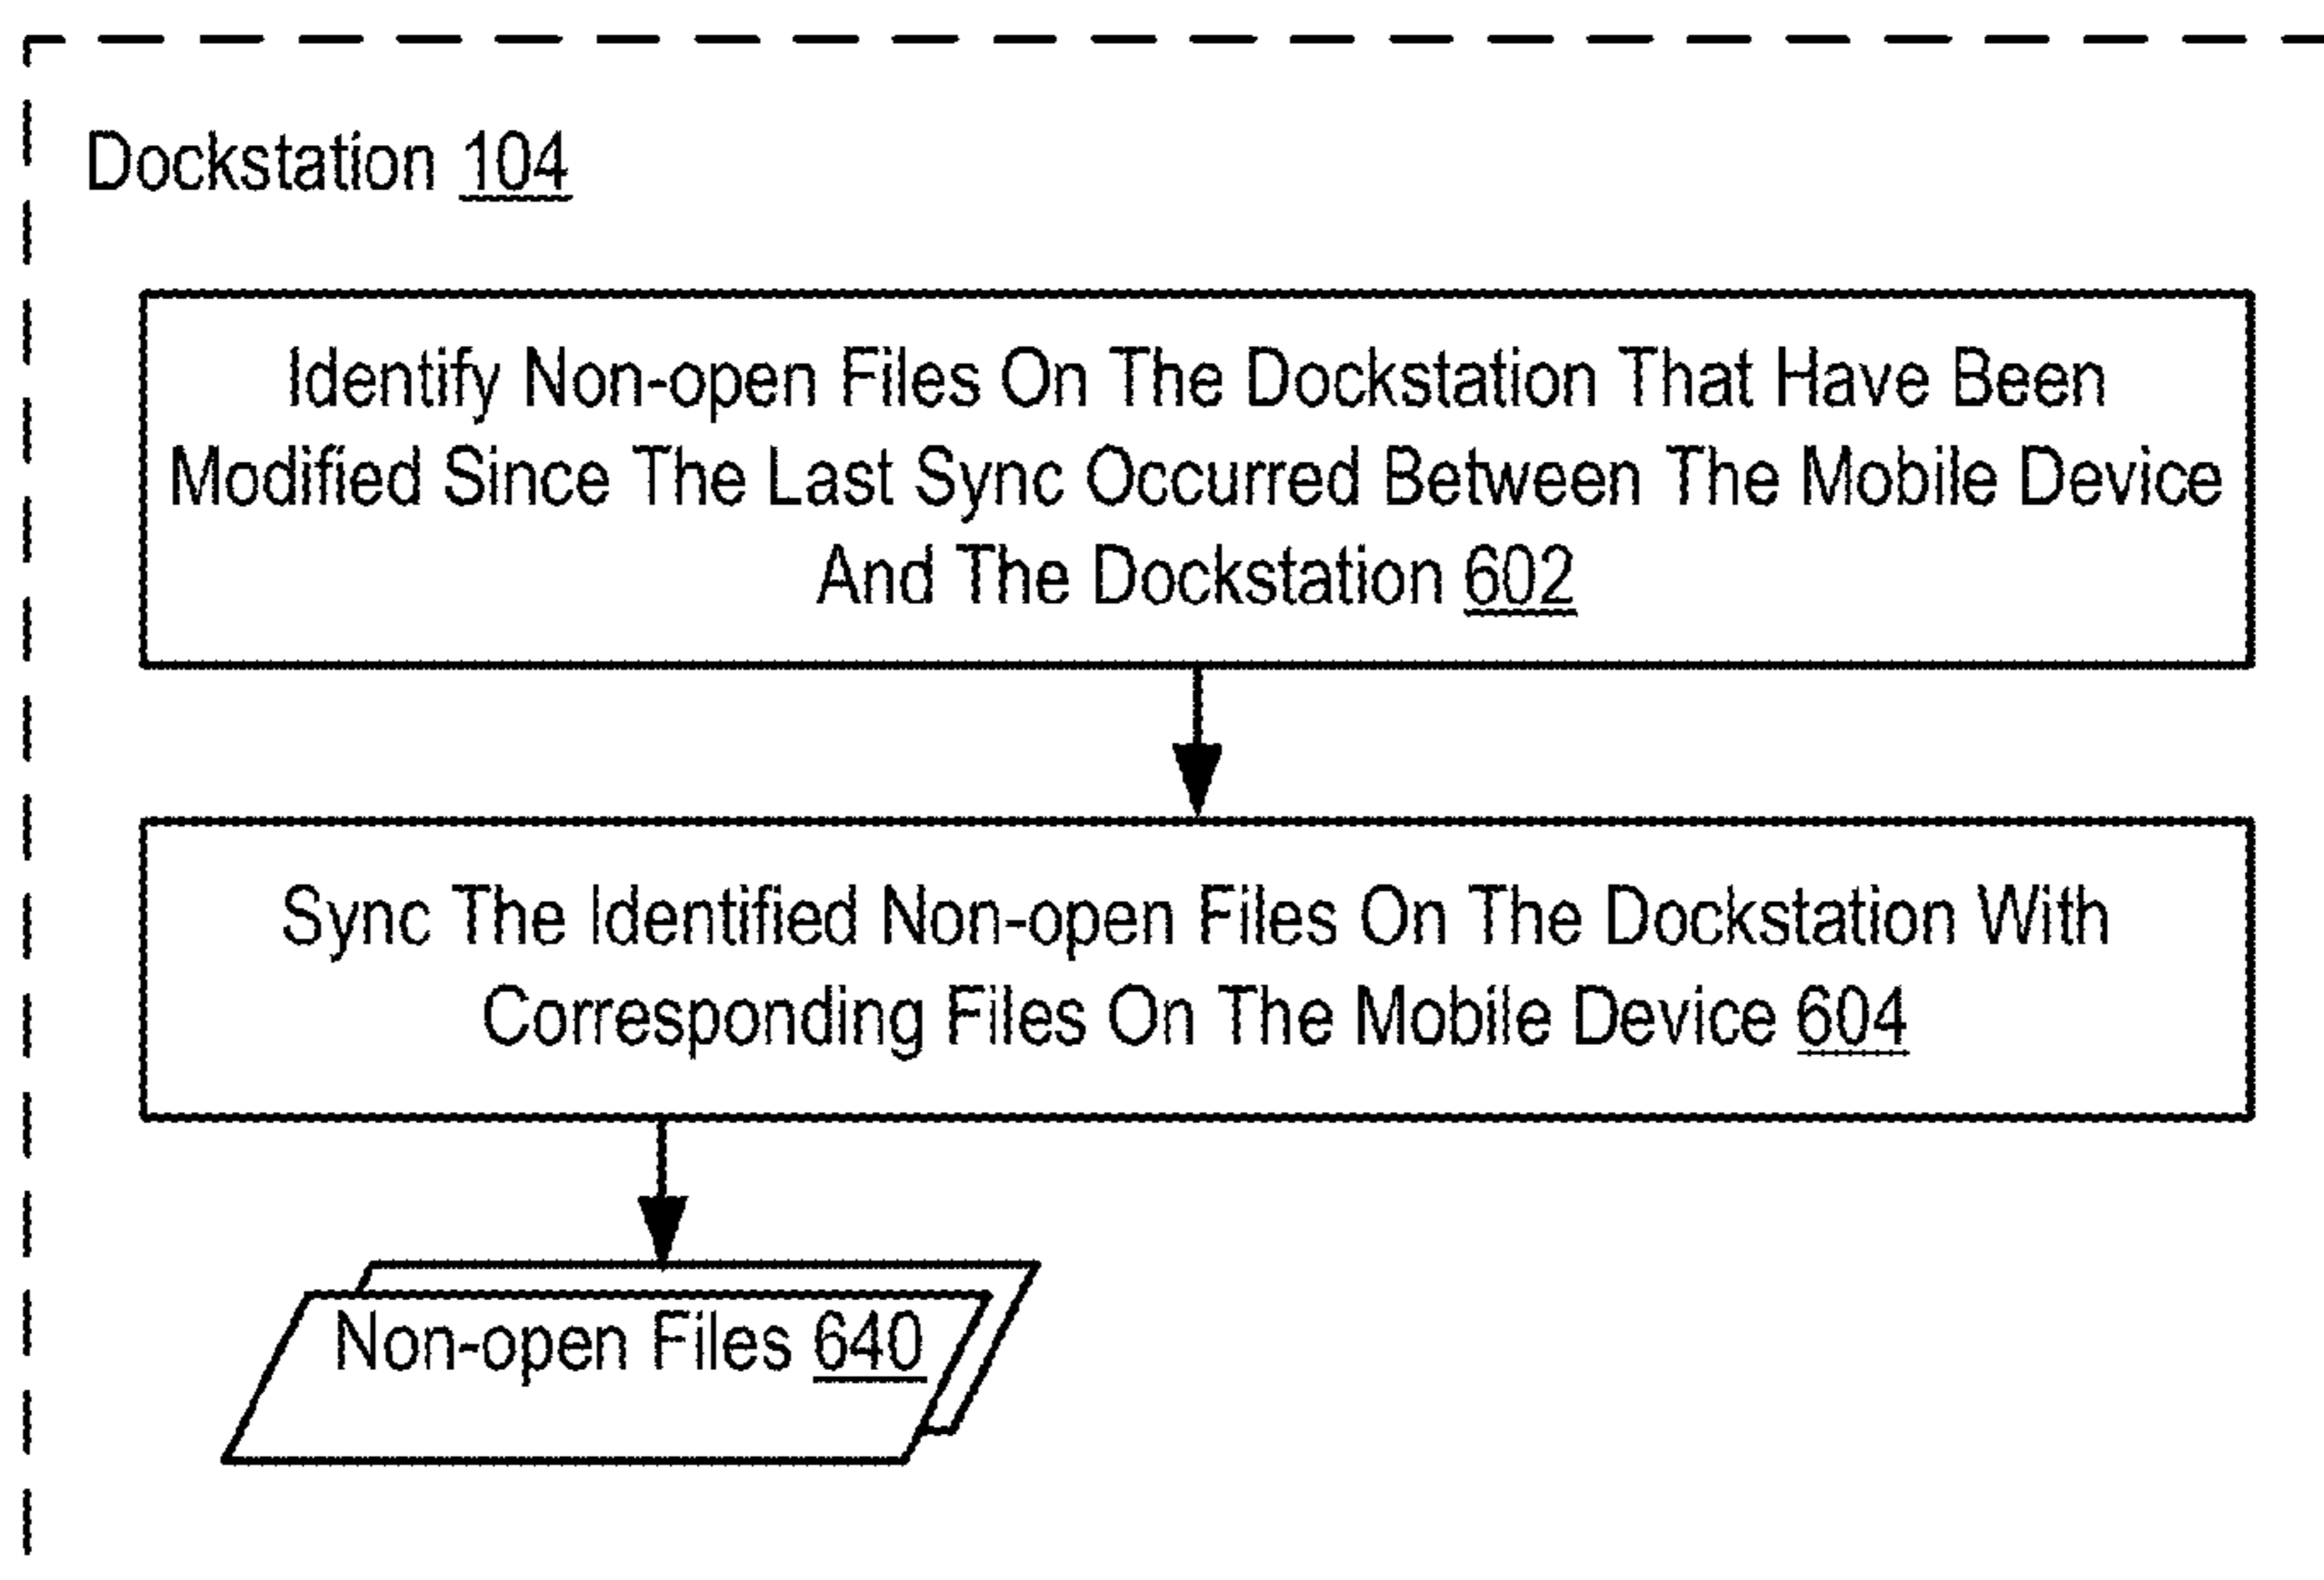 Dockstation 104
Identify Non-open Files On The Dockstation That Have Been
Modified Since The Last Sync Occurred Between The Mobile Device
And The Dockstation 602
Sync The Identified Non-open Files On The Dockstation With
Corresponding Files On The Mobile Device 604
Non-open Files 640